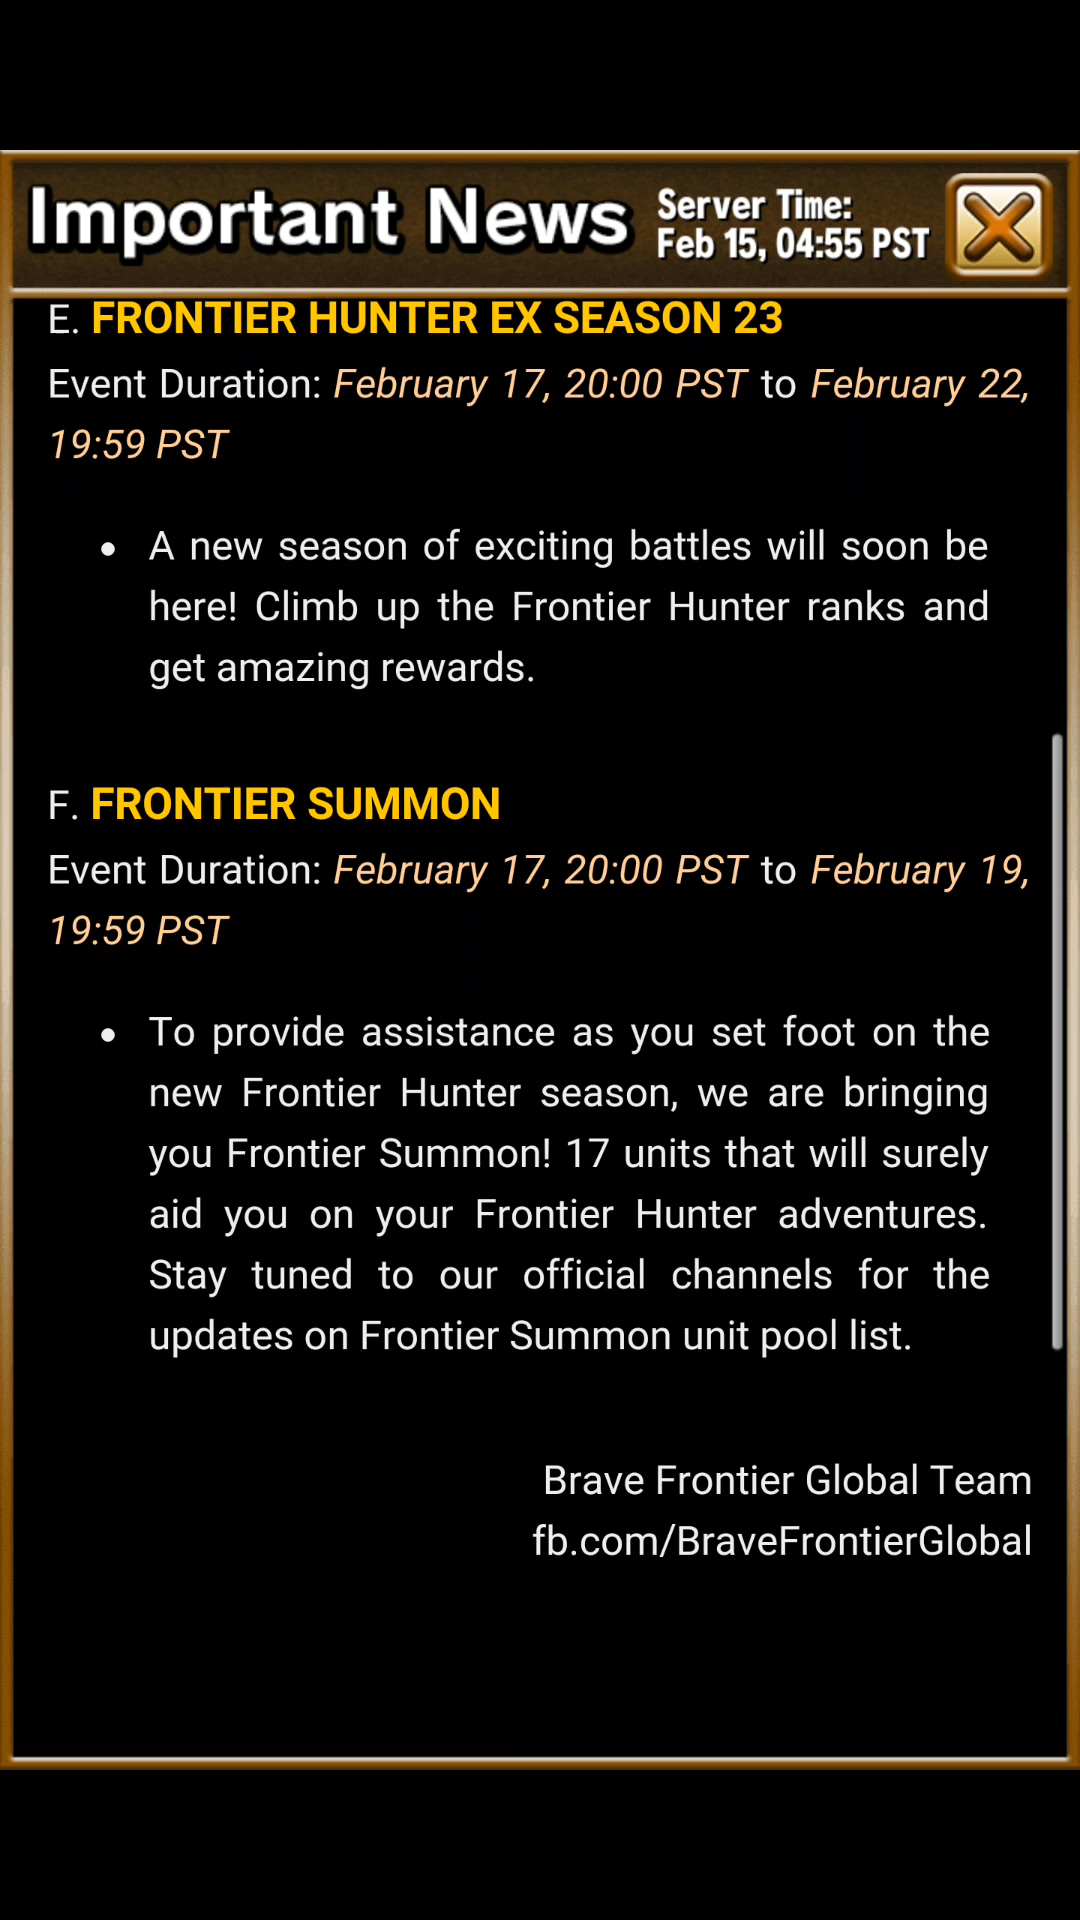 Important News
Server Time:
Feb 15, 04:55 PST
E. FRONTIER HUNTER EX SEASON 23
Event Duration: February 17, 20:00 PST to February 22,
19:59 PST
• A new season of exciting battles will soon be
here! Climb up the Frontier Hunter ranks and
get amazing rewards.
F. FRONTIER SUMMON
Event Duration: February 17, 20:00 PST to February 19,
19:59 PST
• To provide assistance as you set foot on the
new Frontier Hunter season, we are bringing
you Frontier Summon! 17 units that will surely
aid you on your Frontier Hunter adventures.
Stay tuned to our official channels for the
updates on Frontier Summon unit pool list.
Brave Frontier Global Team
fb.com/BraveFrontierGlobal